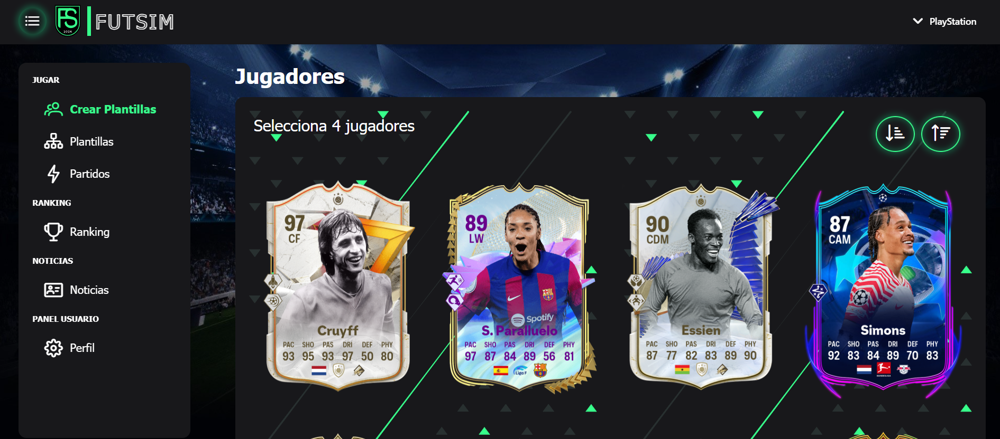 FS
2024
FUTSIM
PlayStation
JUGAR
Crear Plantillas
Plantillas
Partidos
RANKING
Ranking
NOTICIAS
Noticias
PANEL USUARIO
Perfil
Jugadores
Selecciona 4 jugadores
97
CF
Cruyff
PAC SHO PAS DRI DEF PHY
93 95 93 97 50 80
89
LW
Spotify
S. Paralluelo
PAC SHO PAS DRI DEF PHY
97 87 84 89 56 81
Liga F
90
CDM
Essien
PAC SHO PAS DRI DEF PHY
87 77 82 83 89 90
87
CAM
Simons
PAC SHO PAS DRI DEF PHY
92 83 84 89 70 83
BUNDESLIGA